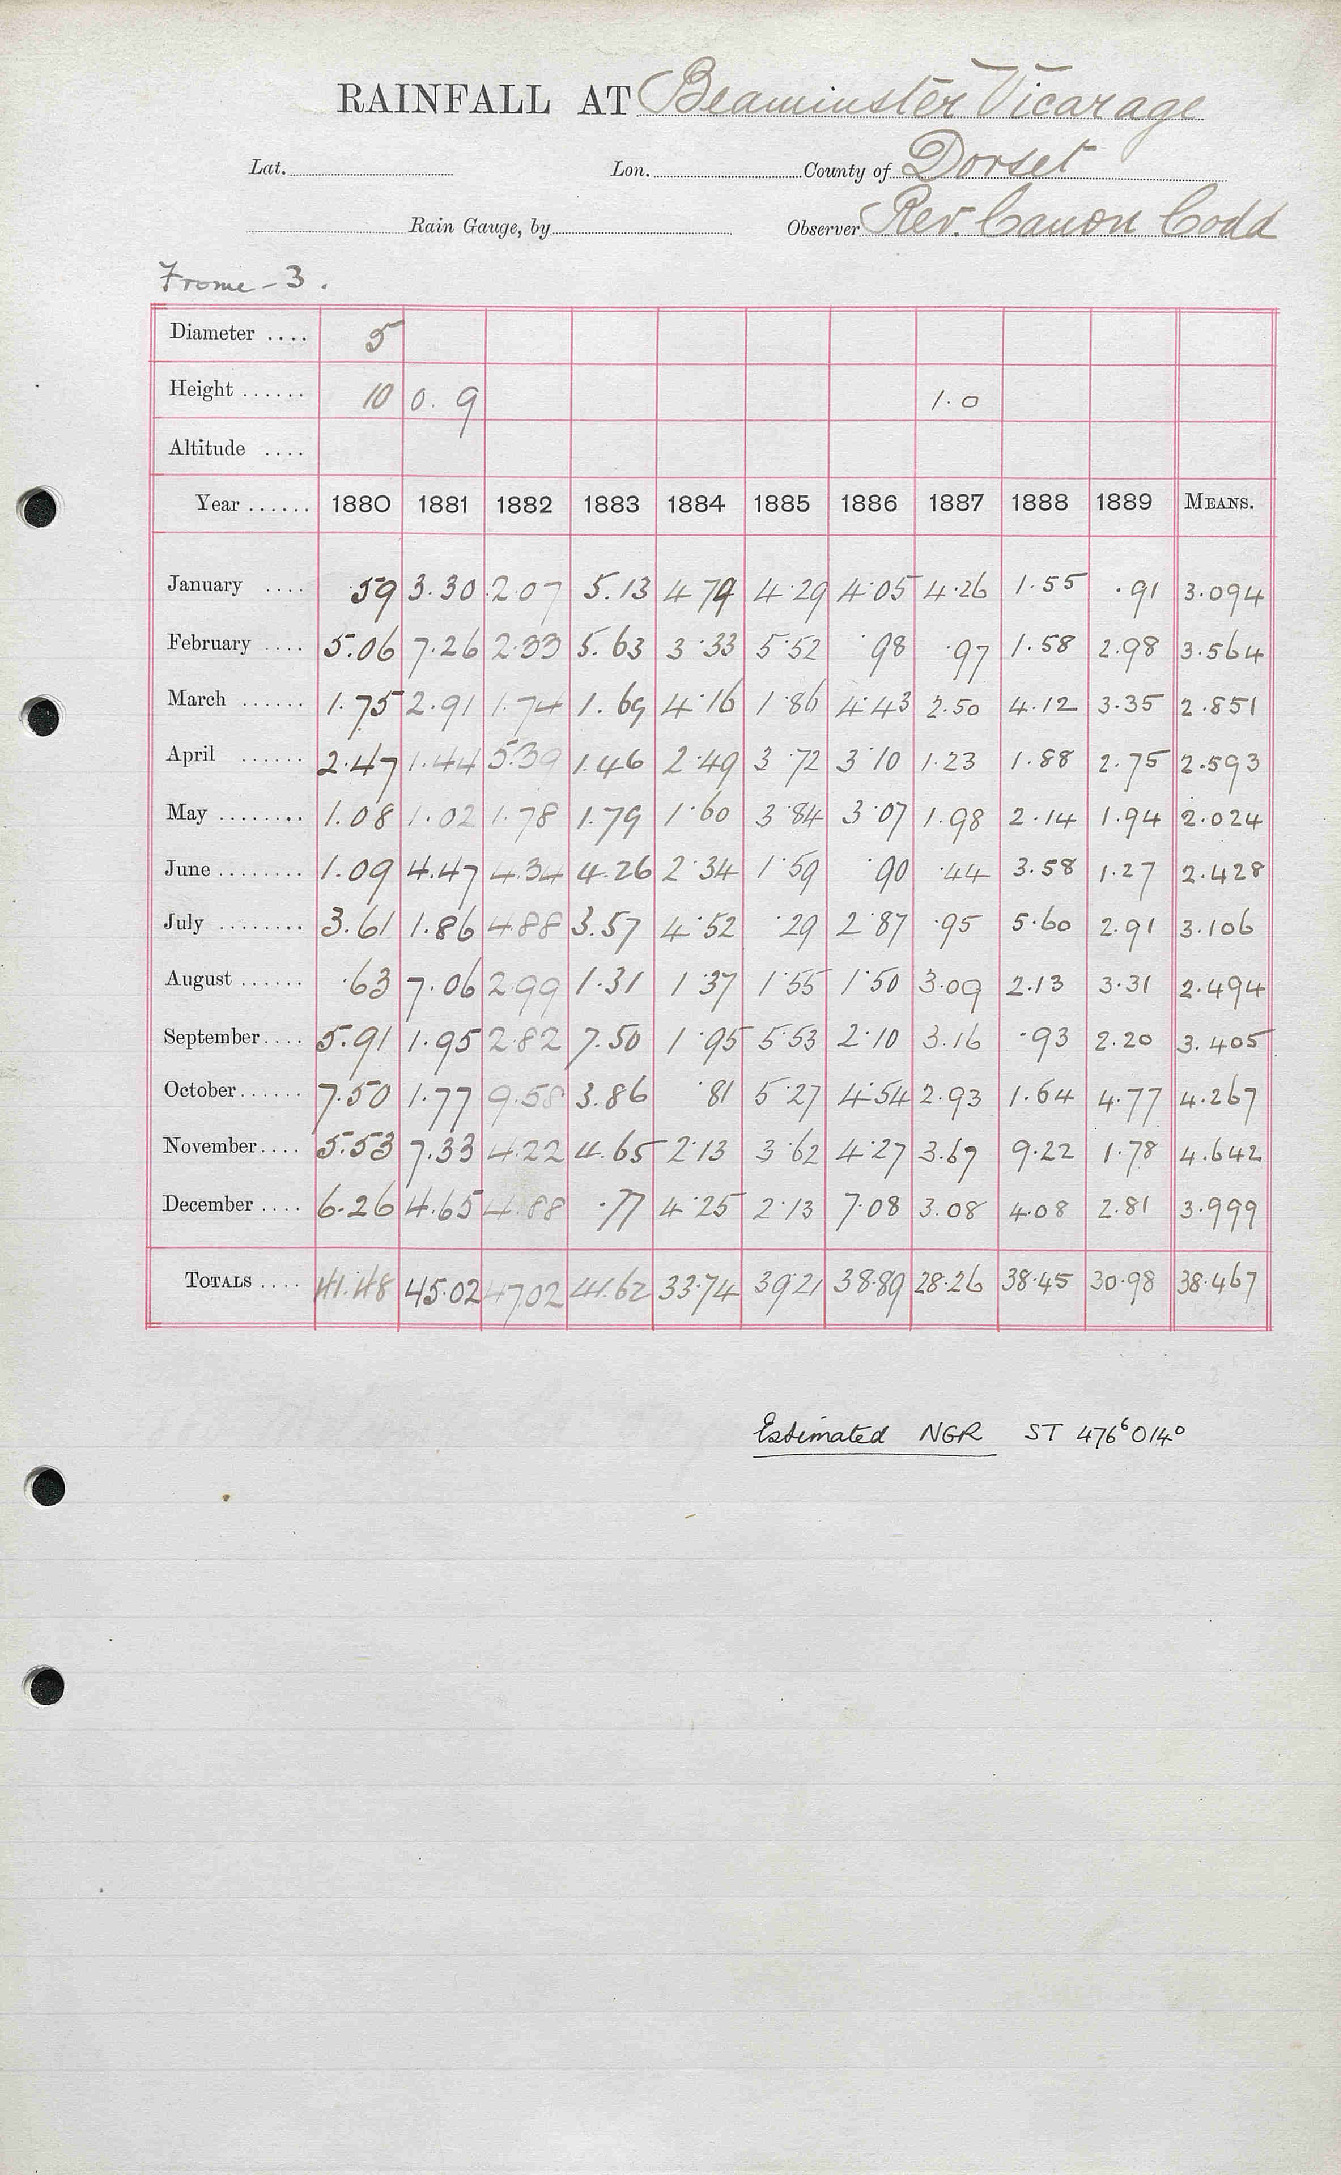 RAINFALL AT Beaminster Vicarage
Lat. Lon. County of Dorset
Rain Gauge, by Observer Rev. Canon Codd
Frome - 3.
Diameter .... 5
Height ...... 10 0.9 1.0
Altitude ....
Year ...... 1880 1881 1882 1883 1884 1885 1886 1887 1888 1889 MEANS.
January .... 59 3.30 2.07 5.13 4.79 4.29 4.05 4.26 1.55 .91 3.094
February .... 5.06 7.26 2.33 5.63 3.33 5.52 .98 .97 1.58 2.98 3.564
March ...... 1.75 2.91 1.74 1.69 4.16 1.86 4.43 2.50 4.12 3.35 2.851
April ...... 2.47 1.44 5.39 1.46 2.49 3.72 3.10 1.23 1.88 2.75 2.593
May ........ 1.08 1.02 1.78 1.79 1.60 3.84 3.07 1.98 2.14 1.94 2.024
June ........ 1.09 4.47 4.34 4.26 2.34 1.59 .90 .44 3.58 1.27 2.428
July ........ 3.61 1.86 4.88 3.57 4.52 .29 2.87 .95 5.60 2.91 3.106
August ...... .63 7.06 2.99 1.31 1.37 1.55 1.50 3.09 2.13 3.31 2.494
September .... 5.91 1.95 2.82 7.50 1.95 5.53 2.10 3.16 .93 2.20 3.405
October ...... 7.50 1.77 9.58 3.86 .81 5.27 4.54 2.93 1.64 4.77 4.267
November .... 5.53 7.33 4.22 4.65 2.13 3.62 4.27 3.67 9.22 1.78 4.642
December .... 6.26 4.65 4.88 .77 4.25 2.13 7.08 3.08 4.08 2.81 3.999
TOTALS .... 41.48 45.02 47.02 41.62 33.74 39.21 38.89 28.26 38.45 30.98 38.467
Estimated NGR ST 476⁶014⁰